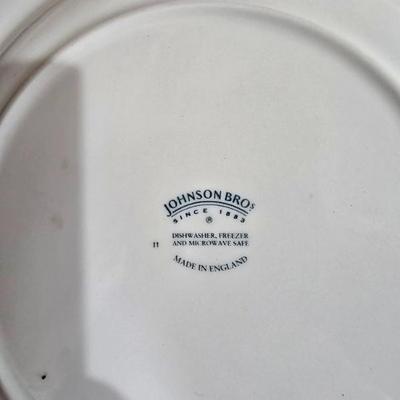 JOHNSON BROS
SINCE 1883
®
DISHWASHER, FREEZER
11 AND MICROWAVE SAFE
MADE IN ENGLAND